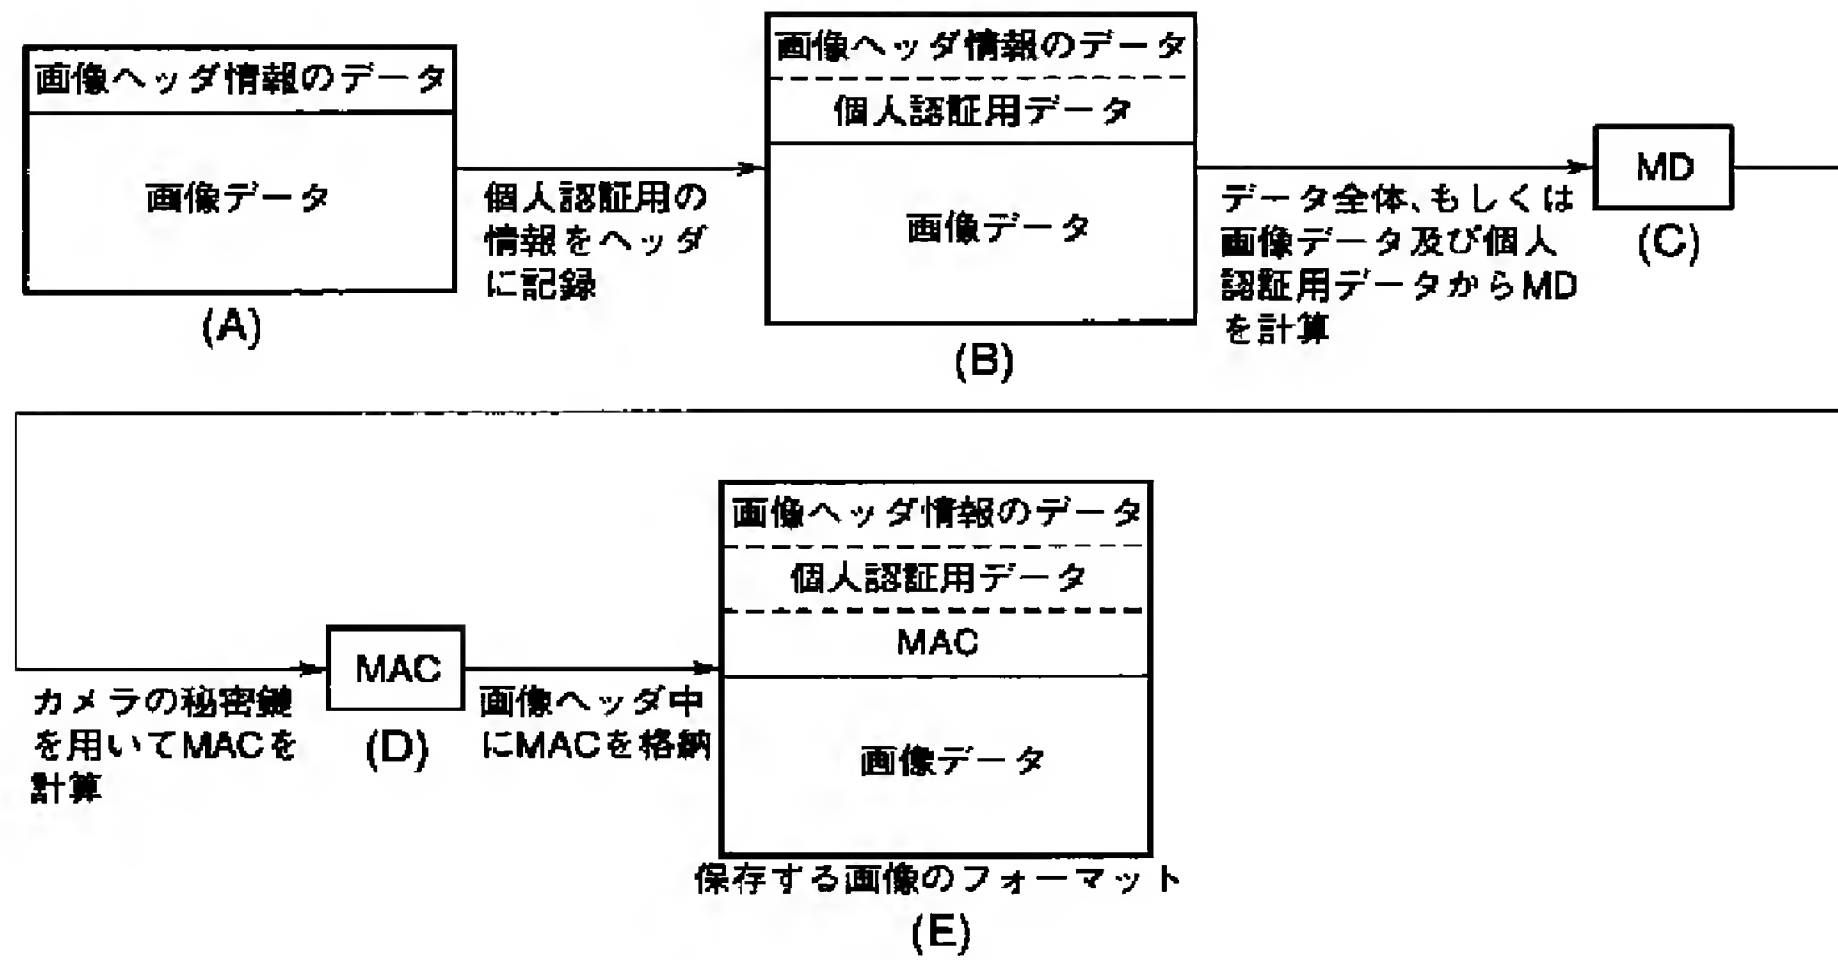 画像ヘッダ情報のデータ
画像データ
(A)
個人認証用の
情報をヘッダ
に記録
画像ヘッダ情報のデータ
個人認証用データ
画像データ
(B)
データ全体、もしくは
画像データ及び個人
認証用データからMD
を計算
MD
(C)
カメラの秘密鍵
を用いてMACを
計算
MAC
(D)
画像ヘッダ中
にMACを格納
画像ヘッダ情報のデータ
個人認証用データ
MAC
画像データ
保存する画像のフォーマット
(E)